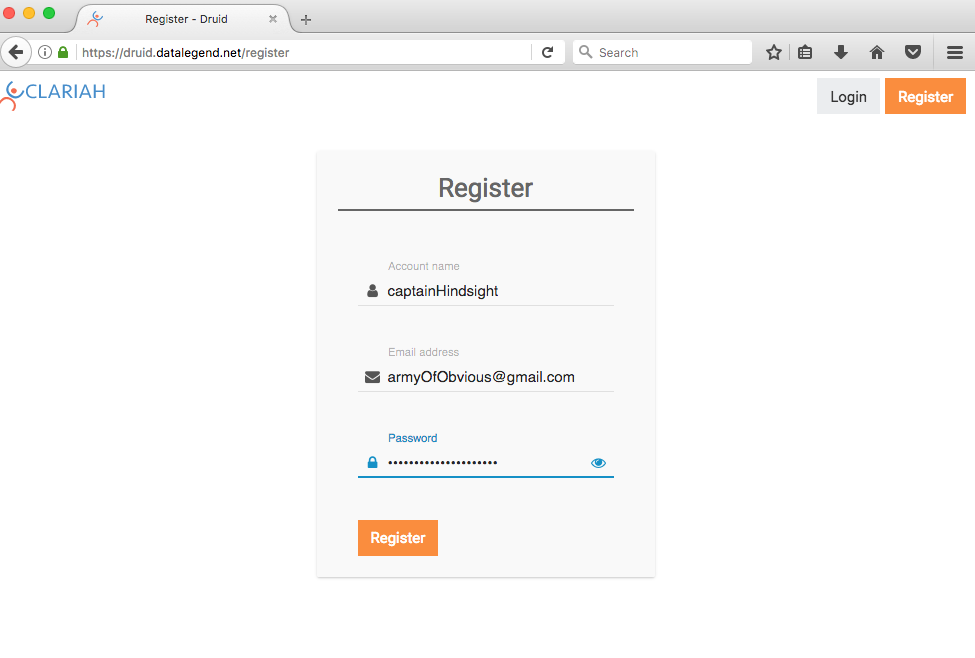 Register - Druid
https://druid.datalegend.net/register
Search
CLARIAH
Login
Register
Register
Account name
captainHindsight
Email address
armyOfObvious@gmail.com
Password
•••••••••••••••••••••
Register